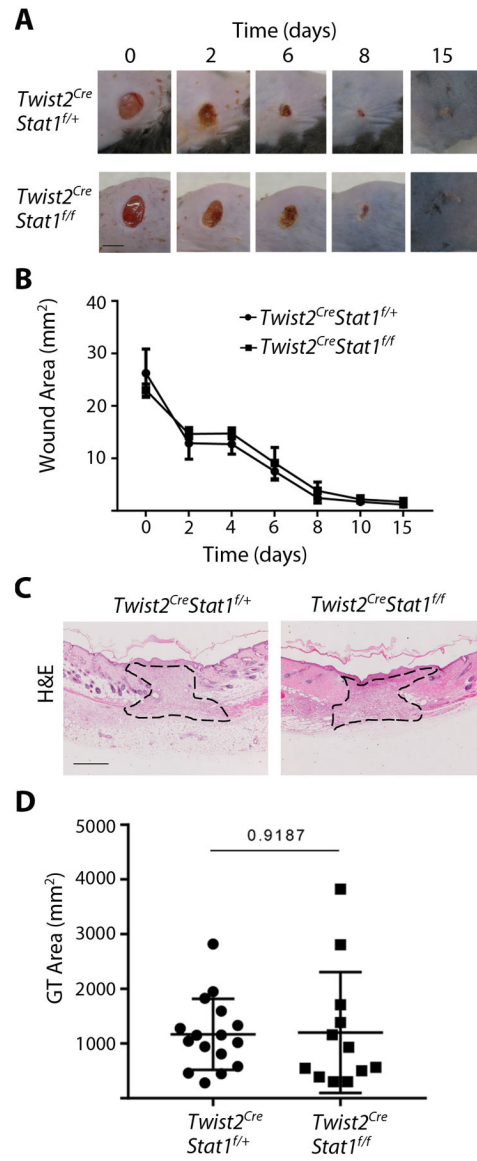 A
Time (days)
0 2 6 8 15
Twist2Cre
Stat1f/+
Twist2Cre
Stat1f/f
B
Wound Area (mm2)
40
30
20
10
Twist2CreStat1f/+
Twist2CreStat1f/f
0 2 4 6 8 10 15
Time (days)
C
Twist2CreStat1f/+ Twist2CreStat1f/f
H&E
D
GT Area (mm2)
5000
4000
3000
2000
1000
0.9187
Twist2Cre Twist2Cre
Stat1f/+ Stat1f/f